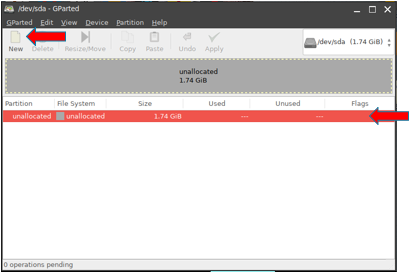 /dev/sda - GParted
GParted Edit View Device Partition Help
New Delete Resize/Move Copy Paste Undo Apply
/dev/sda (1.74 GiB)
unallocated
1.74 GiB
Partition File System Size Used Unused Flags
unallocated unallocated 1.74 GiB --- ---
0 operations pending